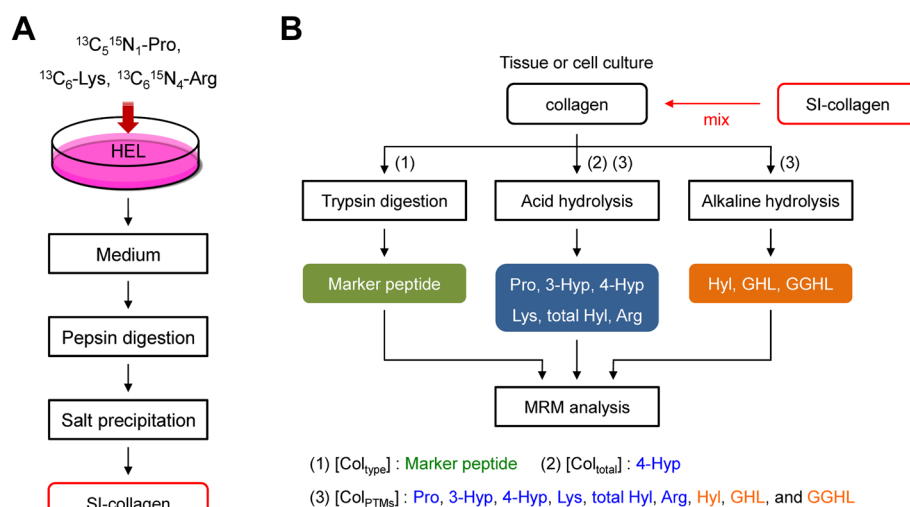 A
¹³C₅¹⁵N₁-Pro,
¹³C₆-Lys, ¹³C₆¹⁵N₄-Arg
HEL
Medium
Pepsin digestion
Salt precipitation
SI-collagen
B
Tissue or cell culture
collagen
mix
SI-collagen
(1)
(2) (3)
(3)
Trypsin digestion
Acid hydrolysis
Alkaline hydrolysis
Marker peptide
Pro, 3-Hyp, 4-Hyp
Lys, total Hyl, Arg
Hyl, GHL, GGHL
MRM analysis
(1) [Col_type] : Marker peptide (2) [Col_total] : 4-Hyp
(3) [Col_PTMs] : Pro, 3-Hyp, 4-Hyp, Lys, total Hyl, Arg, Hyl, GHL, and GGHL